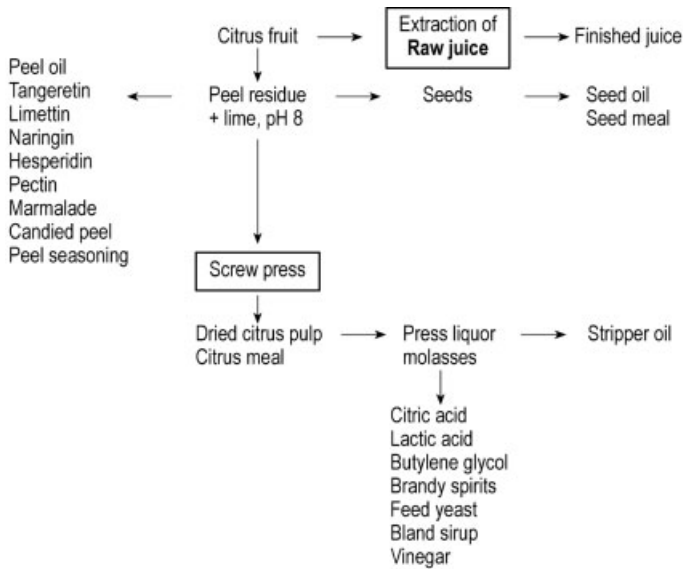 Citrus fruit
Extraction of
Raw juice
Finished juice
Peel oil
Tangeretin
Limettin
Naringin
Hesperidin
Pectin
Marmalade
Candied peel
Peel seasoning
Peel residue
+ lime, pH 8
Seeds
Seed oil
Seed meal
Screw press
Dried citrus pulp
Citrus meal
Press liquor
molasses
Stripper oil
Citric acid
Lactic acid
Butylene glycol
Brandy spirits
Feed yeast
Bland sirup
Vinegar